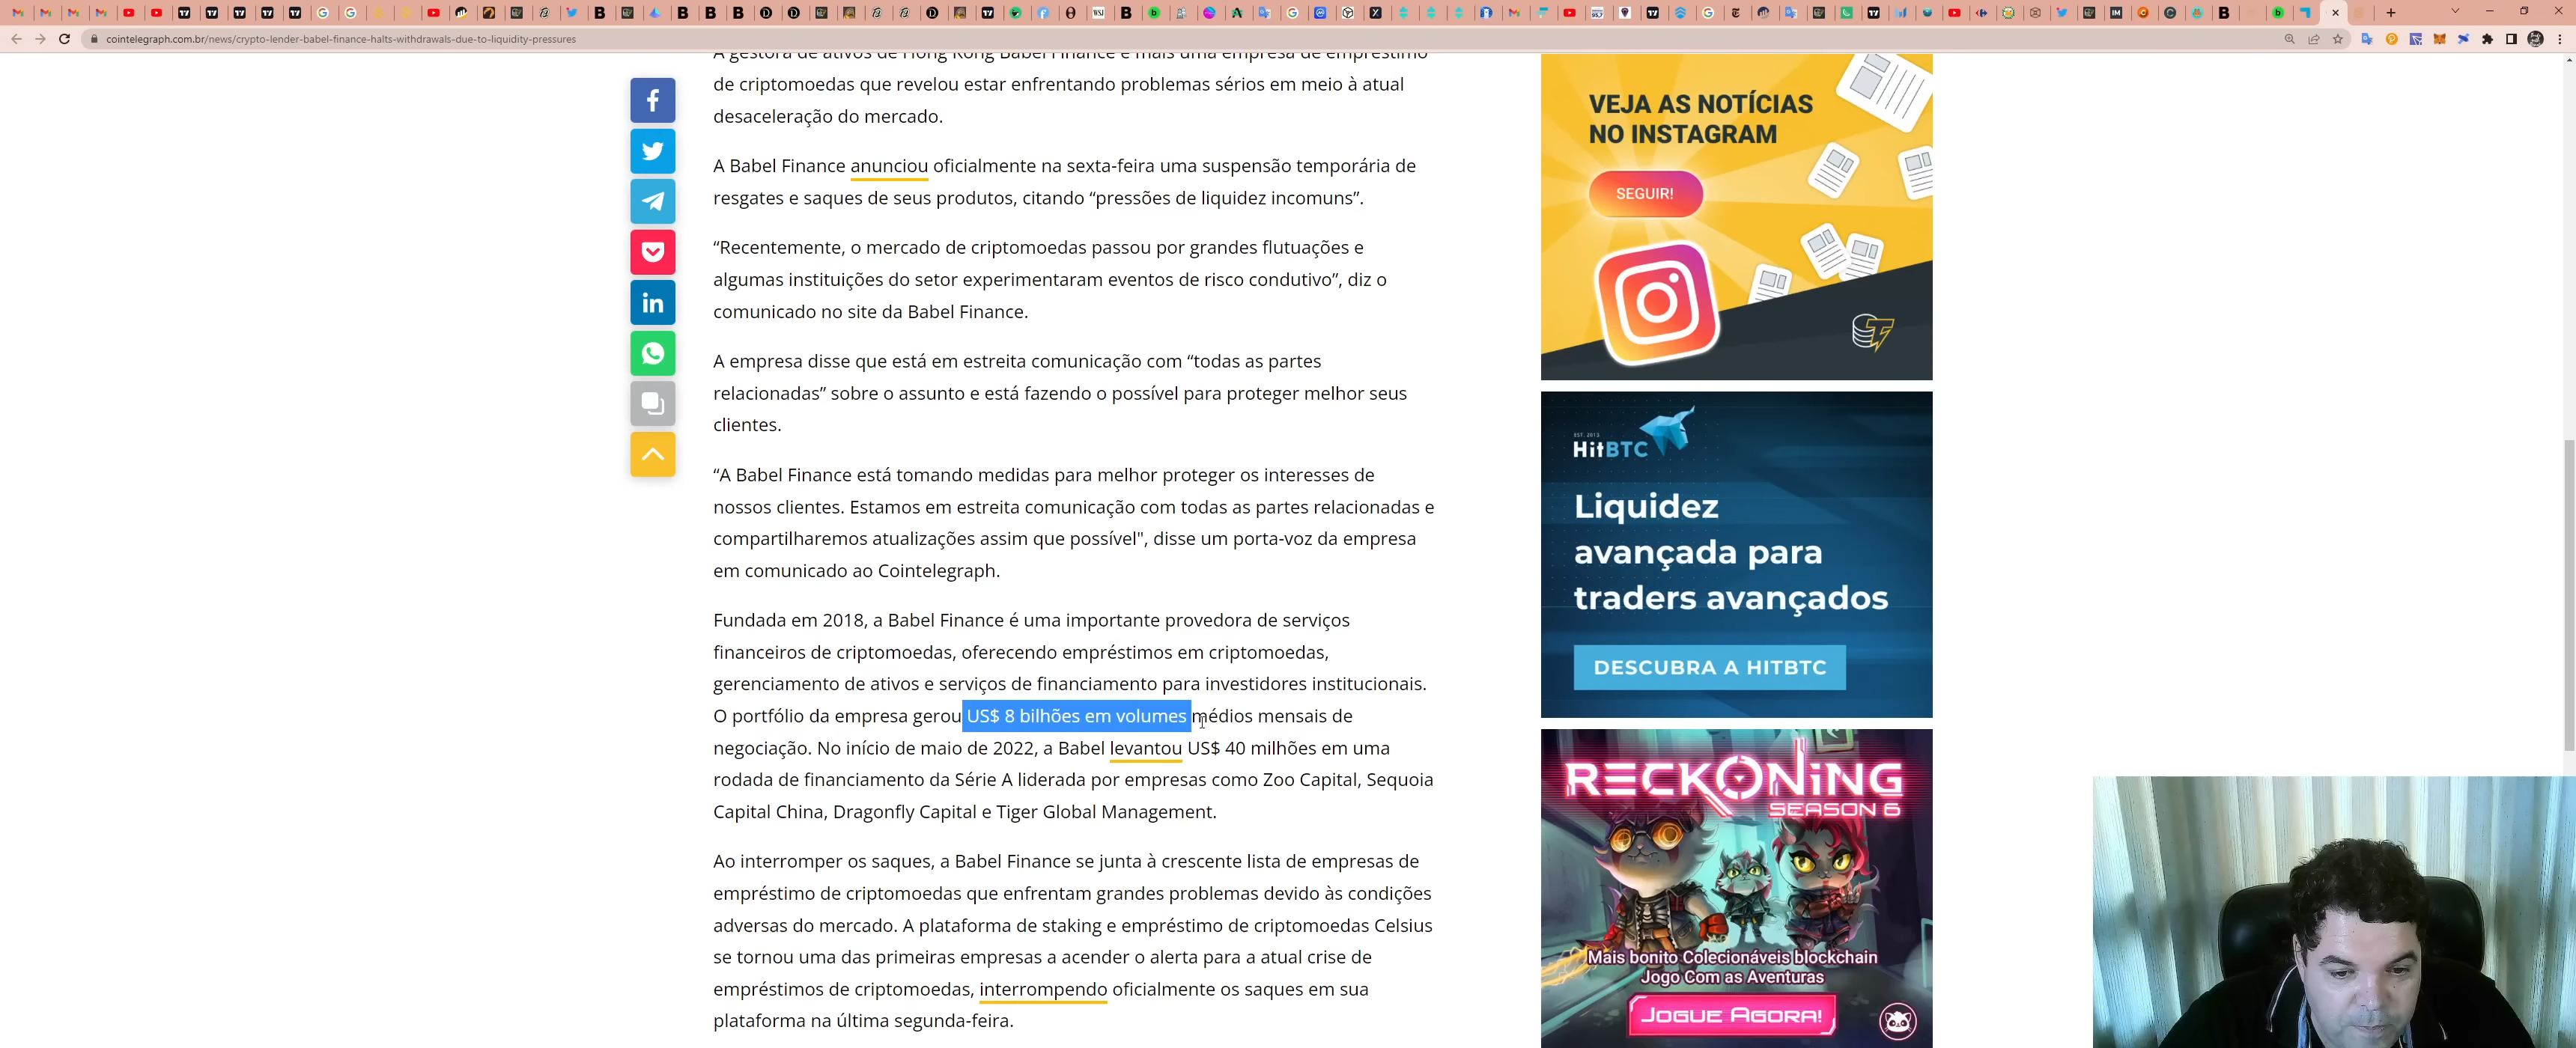 cointelegraph.com.br/news/crypto-lender-babel-finance-halts-withdrawals-due-to-liquidity-pressures
A gestora de ativos de Hong Kong Babel Finance é mais uma empresa de empréstimo
de criptomoedas que revelou estar enfrentando problemas sérios em meio à atual
desaceleração do mercado.
A Babel Finance anunciou oficialmente na sexta-feira uma suspensão temporária de
resgates e saques de seus produtos, citando “pressões de liquidez incomuns”.
“Recentemente, o mercado de criptomoedas passou por grandes flutuações e
algumas instituições do setor experimentaram eventos de risco condutivo”, diz o
comunicado no site da Babel Finance.
A empresa disse que está em estreita comunicação com “todas as partes
relacionadas” sobre o assunto e está fazendo o possível para proteger melhor seus
clientes.
“A Babel Finance está tomando medidas para melhor proteger os interesses de
nossos clientes. Estamos em estreita comunicação com todas as partes relacionadas e
compartilharemos atualizações assim que possível", disse um porta-voz da empresa
em comunicado ao Cointelegraph.
Fundada em 2018, a Babel Finance é uma importante provedora de serviços
financeiros de criptomoedas, oferecendo empréstimos em criptomoedas,
gerenciamento de ativos e serviços de financiamento para investidores institucionais.
O portfólio da empresa gerou US$ 8 bilhões em volumes médios mensais de
negociação. No início de maio de 2022, a Babel levantou US$ 40 milhões em uma
rodada de financiamento da Série A liderada por empresas como Zoo Capital, Sequoia
Capital China, Dragonfly Capital e Tiger Global Management.
Ao interromper os saques, a Babel Finance se junta à crescente lista de empresas de
empréstimo de criptomoedas que enfrentam grandes problemas devido às condições
adversas do mercado. A plataforma de staking e empréstimo de criptomoedas Celsius
se tornou uma das primeiras empresas a acender o alerta para a atual crise de
empréstimos de criptomoedas, interrompendo oficialmente os saques em sua
plataforma na última segunda-feira.
VEJA AS NOTÍCIAS
NO INSTAGRAM
SEGUIR!
EST. 2013
HitBTC
Liquidez
avançada para
traders avançados
DESCUBRA A HITBTC
RECKONING
SEASON 6
Mais bonito Colecionáveis blockchain
Jogo Com as Aventuras
JOGUE AGORA!